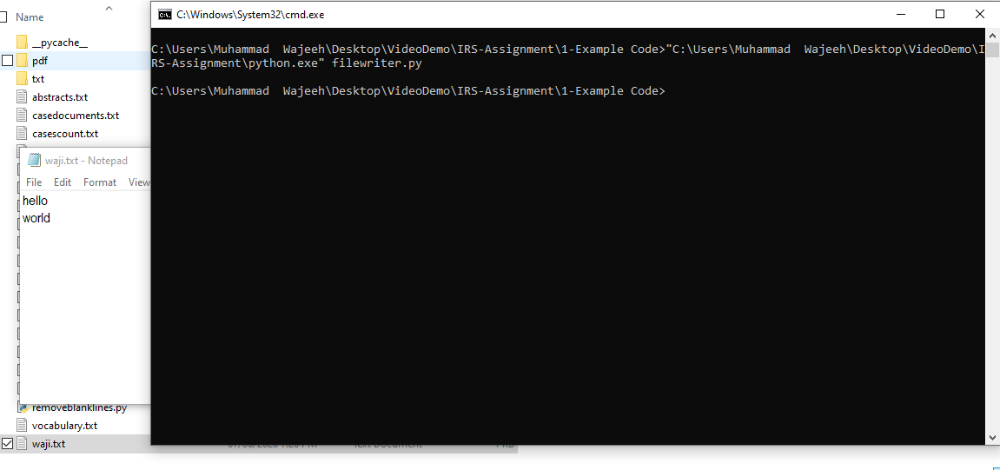 Name
__pycache__
pdf
txt
abstracts.txt
casedocuments.txt
casescount.txt
waji.txt - Notepad
File Edit Format View
hello
world
removeblanklines.py
vocabulary.txt
waji.txt
Text Document
C:\Windows\System32\cmd.exe
C:\Users\Muhammad  Wajeeh\Desktop\VideoDemo\IRS-Assignment\1-Example Code>"C:\Users\Muhammad  Wajeeh\Desktop\VideoDemo\I
RS-Assignment\python.exe" filewriter.py
C:\Users\Muhammad  Wajeeh\Desktop\VideoDemo\IRS-Assignment\1-Example Code>